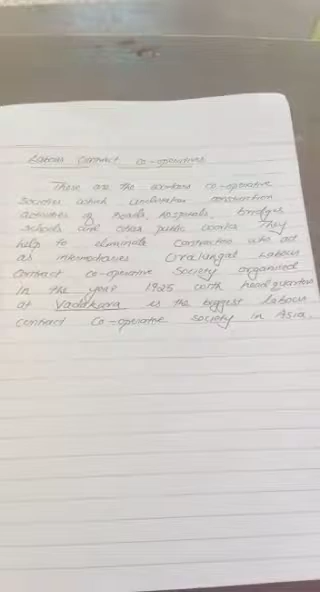 Labour Contract Co-operatives
These are the workers co-operative
Societies which undertake construction
activities of Roads, Hospitals, bridges
schools and other public works. They
help to eliminate contractors who act
as intermediaries Uralungal Labour
Contract Co-operative Society organised
in the year 1925 with head quarters
at Vadakara is the biggest Labour
contract Co-operative society in Asia.